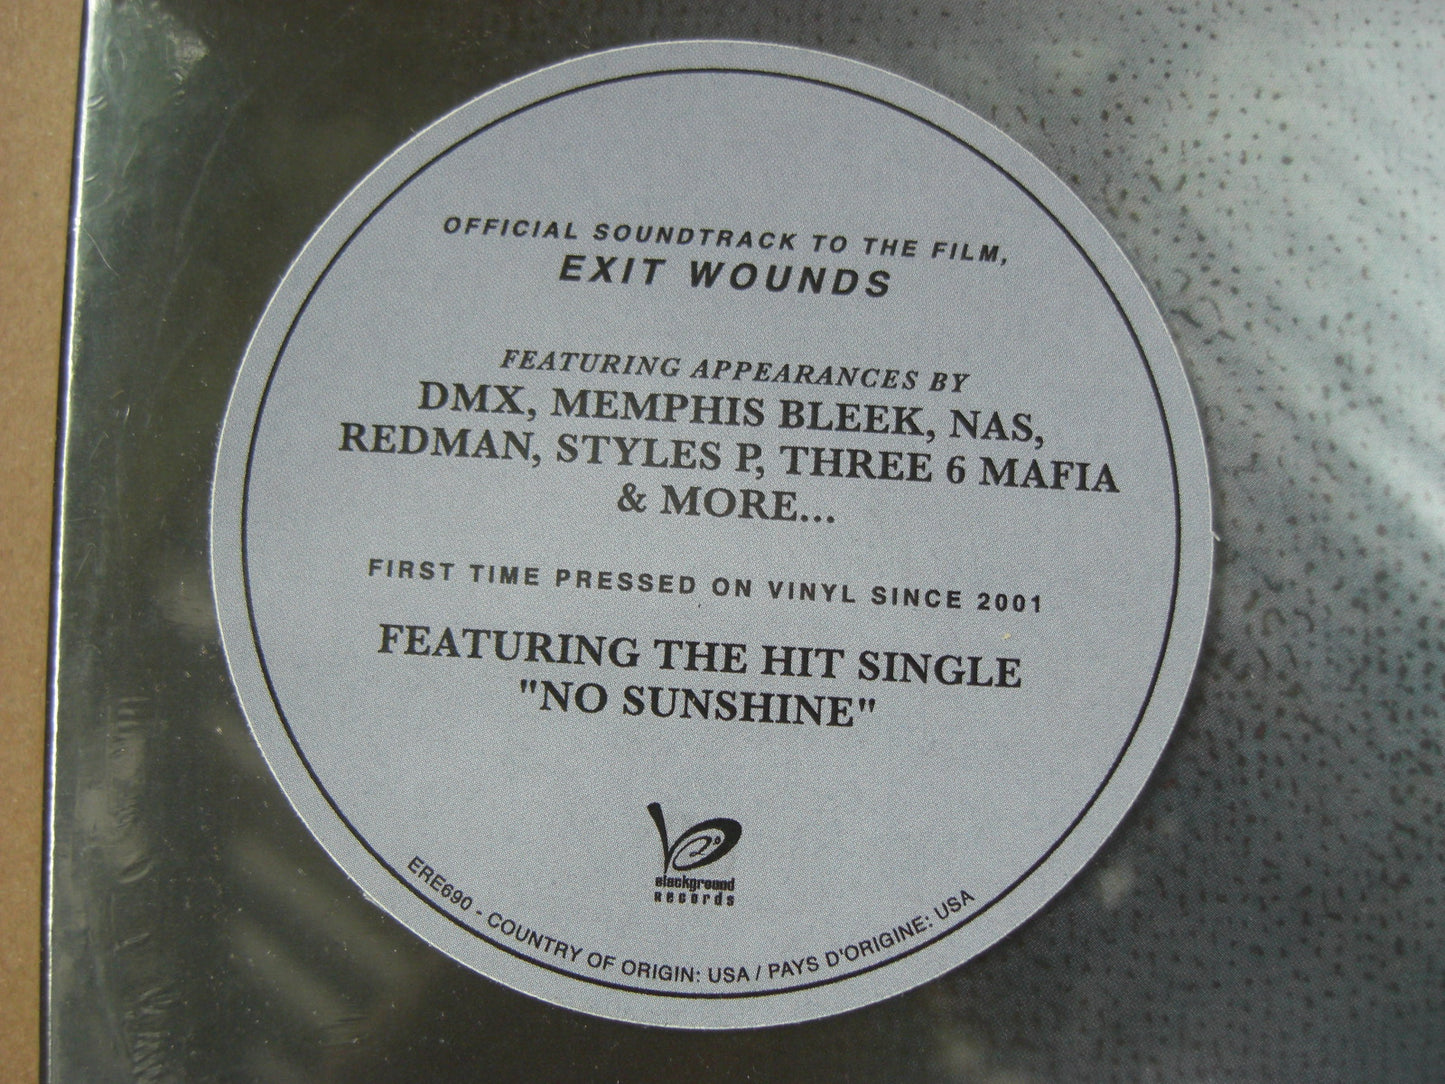 OFFICIAL SOUNDTRACK TO THE FILM,
EXIT WOUNDS
FEATURING APPEARANCES BY
DMX, MEMPHIS BLEEK, NAS,
REDMAN, STYLES P, THREE 6 MAFIA
& MORE...
FIRST TIME PRESSED ON VINYL SINCE 2001
FEATURING THE HIT SINGLE
"NO SUNSHINE"
blackground
Records
ERE690 - COUNTRY OF ORIGIN: USA / PAYS D'ORIGINE: USA